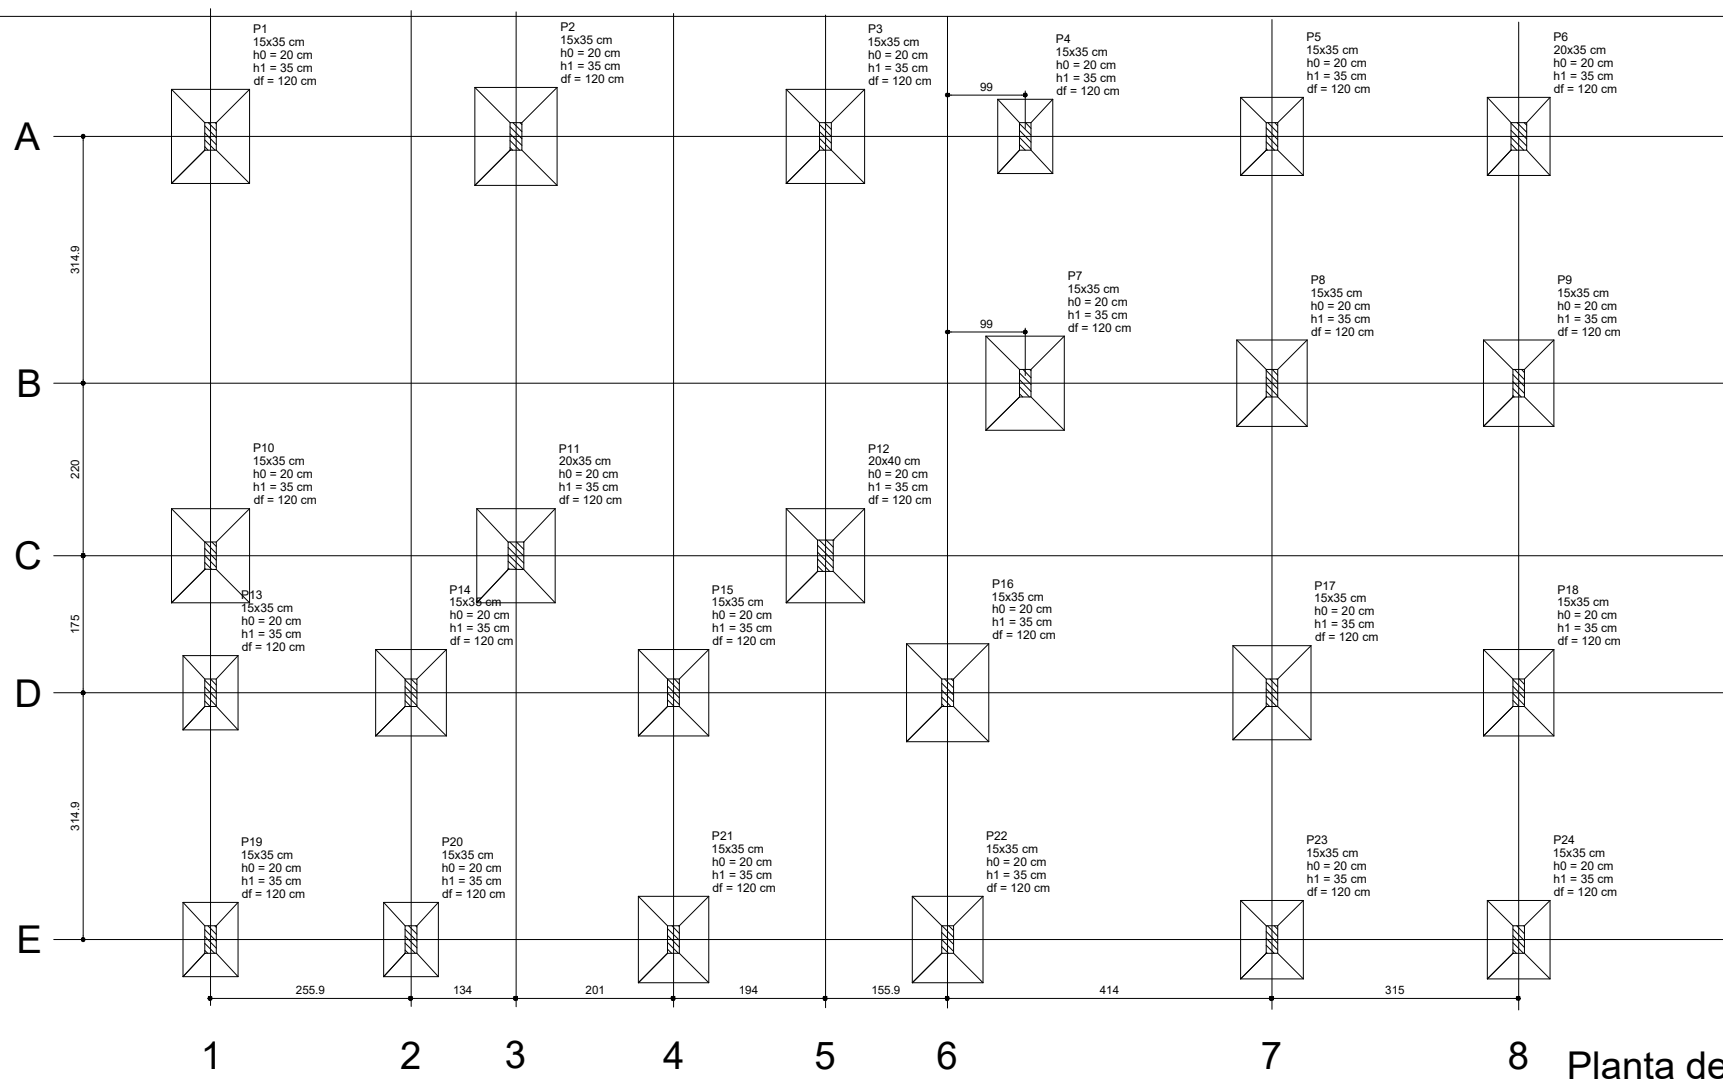 P1
15x35 cm
h0 = 20 cm
h1 = 35 cm
df = 120 cm
P2
15x35 cm
h0 = 20 cm
h1 = 35 cm
df = 120 cm
P3
15x35 cm
h0 = 20 cm
h1 = 35 cm
df = 120 cm
P4
15x35 cm
h0 = 20 cm
h1 = 35 cm
df = 120 cm
P5
15x35 cm
h0 = 20 cm
h1 = 35 cm
df = 120 cm
P6
20x35 cm
h0 = 20 cm
h1 = 35 cm
df = 120 cm
99
A
314.9
P7
15x35 cm
h0 = 20 cm
h1 = 35 cm
df = 120 cm
P8
15x35 cm
h0 = 20 cm
h1 = 35 cm
df = 120 cm
P9
15x35 cm
h0 = 20 cm
h1 = 35 cm
df = 120 cm
99
B
220
P10
15x35 cm
h0 = 20 cm
h1 = 35 cm
df = 120 cm
P11
20x35 cm
h0 = 20 cm
h1 = 35 cm
df = 120 cm
P12
20x40 cm
h0 = 20 cm
h1 = 35 cm
df = 120 cm
C
175
P13
15x35 cm
h0 = 20 cm
h1 = 35 cm
df = 120 cm
P14
15x35 cm
h0 = 20 cm
h1 = 35 cm
df = 120 cm
P15
15x35 cm
h0 = 20 cm
h1 = 35 cm
df = 120 cm
P16
15x35 cm
h0 = 20 cm
h1 = 35 cm
df = 120 cm
P17
15x35 cm
h0 = 20 cm
h1 = 35 cm
df = 120 cm
P18
15x35 cm
h0 = 20 cm
h1 = 35 cm
df = 120 cm
D
314.9
P19
15x35 cm
h0 = 20 cm
h1 = 35 cm
df = 120 cm
P20
15x35 cm
h0 = 20 cm
h1 = 35 cm
df = 120 cm
P21
15x35 cm
h0 = 20 cm
h1 = 35 cm
df = 120 cm
P22
15x35 cm
h0 = 20 cm
h1 = 35 cm
df = 120 cm
P23
15x35 cm
h0 = 20 cm
h1 = 35 cm
df = 120 cm
P24
15x35 cm
h0 = 20 cm
h1 = 35 cm
df = 120 cm
E
255.9 134 201 194 155.9 414 315
1 2 3 4 5 6 7 8
Planta de